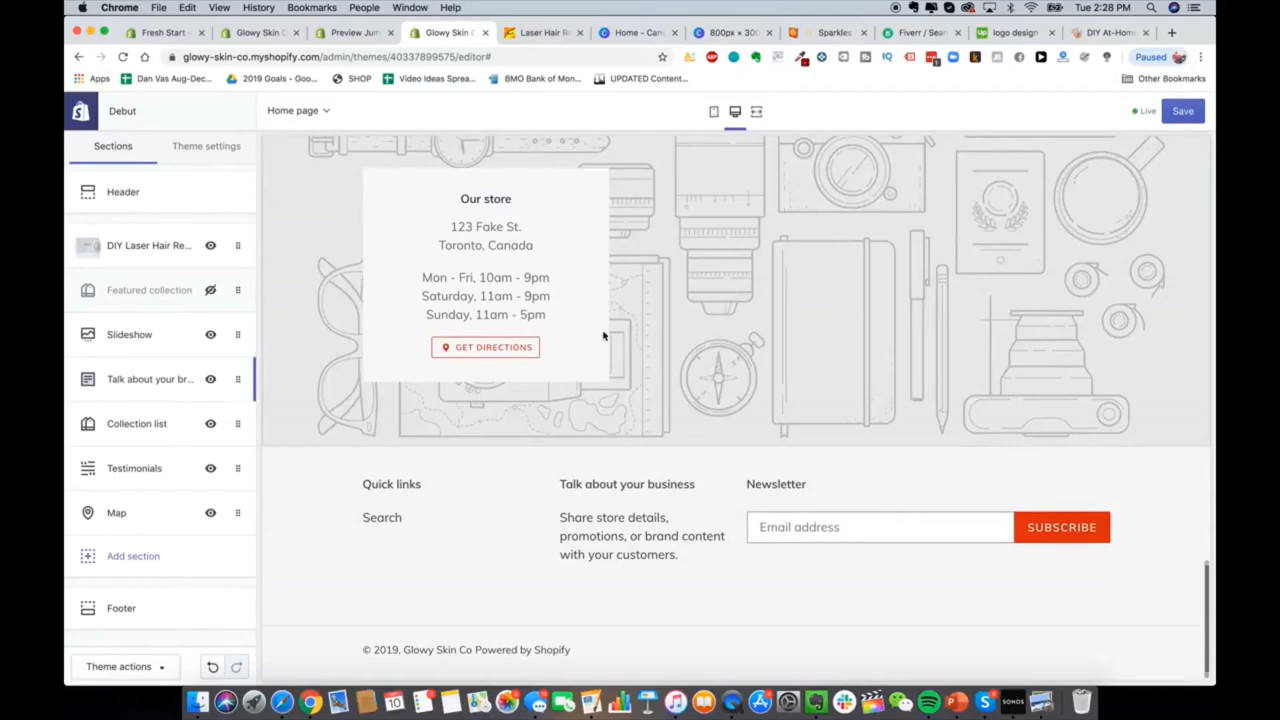 Chrome File Edit View History Bookmarks People Window Help
Tue 2:28 PM
Fresh Start -
Glowy Skin C
Preview Jum
Glowy Skin C
Laser Hair Re
Home - Can
800px × 300
Sparkles
Fiverr / Sear
logo design
DIY At-Hom
glowy-skin-co.myshopify.com/admin/themes/40337899575/editor#
Paused
Apps
Dan Vas Aug-Dec...
2019 Goals - Goo...
SHOP
Video Ideas Sprea...
BMO Bank of Mon...
UPDATED Content...
Other Bookmarks
Debut
Home page
Live
Save
Sections
Theme settings
Header
DIY Laser Hair Re...
Featured collection
Slideshow
Talk about your br...
Collection list
Testimonials
Map
Add section
Footer
Theme actions
Our store
123 Fake St.
Toronto, Canada
Mon - Fri, 10am - 9pm
Saturday, 11am - 9pm
Sunday, 11am - 5pm
GET DIRECTIONS
Quick links
Search
Talk about your business
Share store details,
promotions, or brand content
with your customers.
Newsletter
Email address
SUBSCRIBE
© 2019, Glowy Skin Co Powered by Shopify
10
SONOS